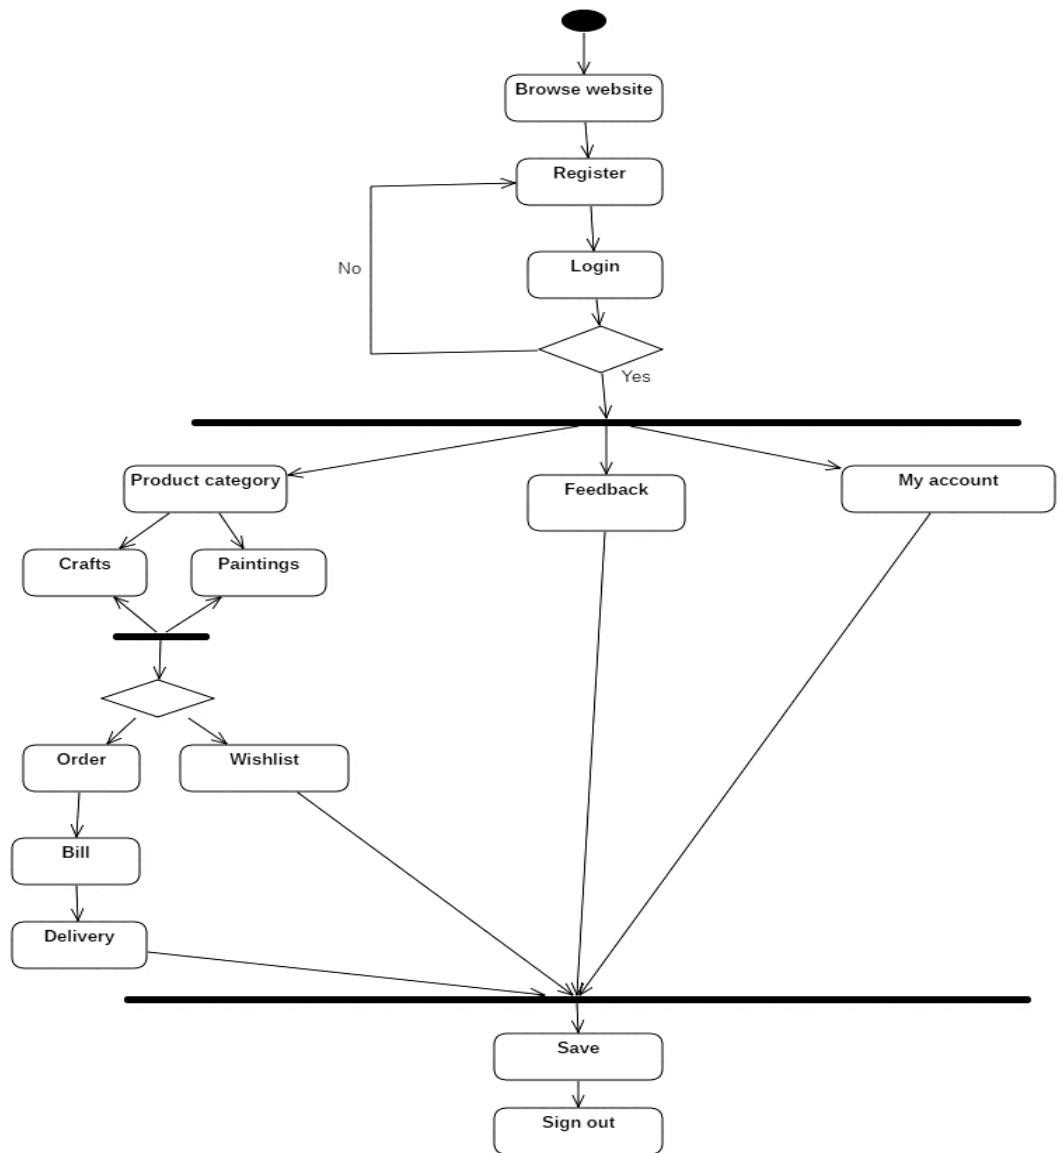 Browse website
Register
No
Login
Yes
Product category
Feedback
My account
Crafts
Paintings
Order
Wishlist
Bill
Delivery
Save
Sign out